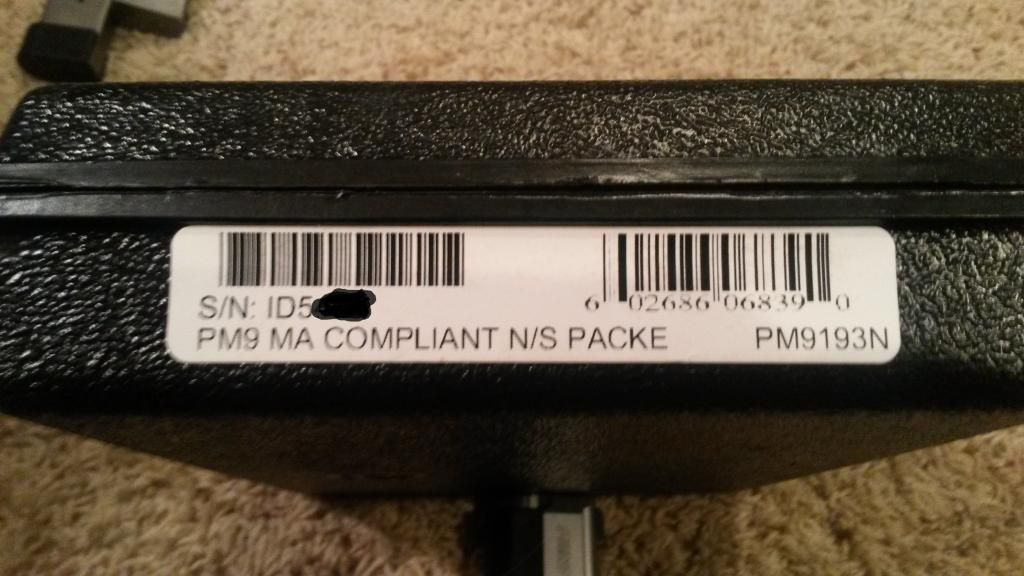 S/N: ID5
6 02686 06839 0
PM9 MA COMPLIANT N/S PACKE PM9193N